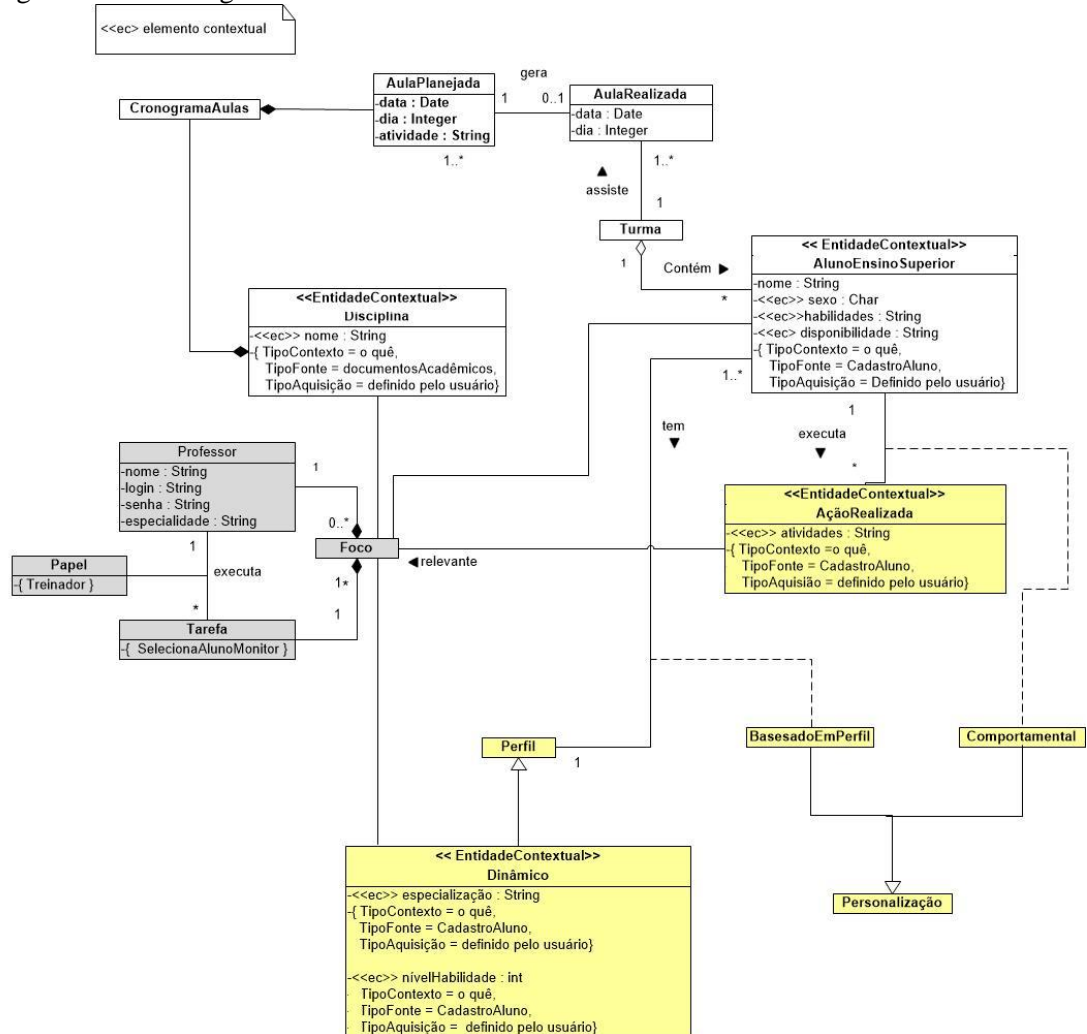 <<ec> elemento contextual
CronogramaAulas
AulaPlanejada
-data : Date
-dia : Integer
-atividade : String
1..*
gera
1
0..1
AulaRealizada
-data : Date
-dia : Integer
1..*
assiste
1
Turma
1
Contém
*
<< EntidadeContextual>>
AlunoEnsinoSuperior
-nome : String
-<<ec>> sexo : Char
-<<ec>>habilidades : String
-<<ec> disponibilidade : String
-{ TipoContexto = o quê,
TipoFonte = CadastroAluno,
TipoAquisição = Definido pelo usuário}
<<EntidadeContextual>>
Disciplina
-<<ec>> nome : String
-{ TipoContexto = o quê,
TipoFonte = documentosAcadêmicos,
TipoAquisição = definido pelo usuário}
1..*
1
tem
executa
*
Professor
-nome : String
-login : String
-senha : String
-especialidade : String
1
0..*
Foco
relevante
<<EntidadeContextual>>
AçãoRealizada
-<<ec>> atividades : String
-{ TipoContexto =o quê,
TipoFonte = CadastroAluno,
TipoAquisião = definido pelo usuário}
1
executa
Papel
-{ Treinador }
*
1*
1
Tarefa
-{ SelecionaAlunoMonitor }
Perfil
1
BasesadoEmPerfil
Comportamental
<< EntidadeContextual>>
Dinâmico
-<<ec>> especialização : String
-{ TipoContexto = o quê,
TipoFonte = CadastroAluno,
TipoAquisição = definido pelo usuário}
-<<ec>> nívelHabilidade : int
TipoContexto = o quê,
TipoFonte = CadastroAluno,
TipoAquisição = definido pelo usuário}
Personalização